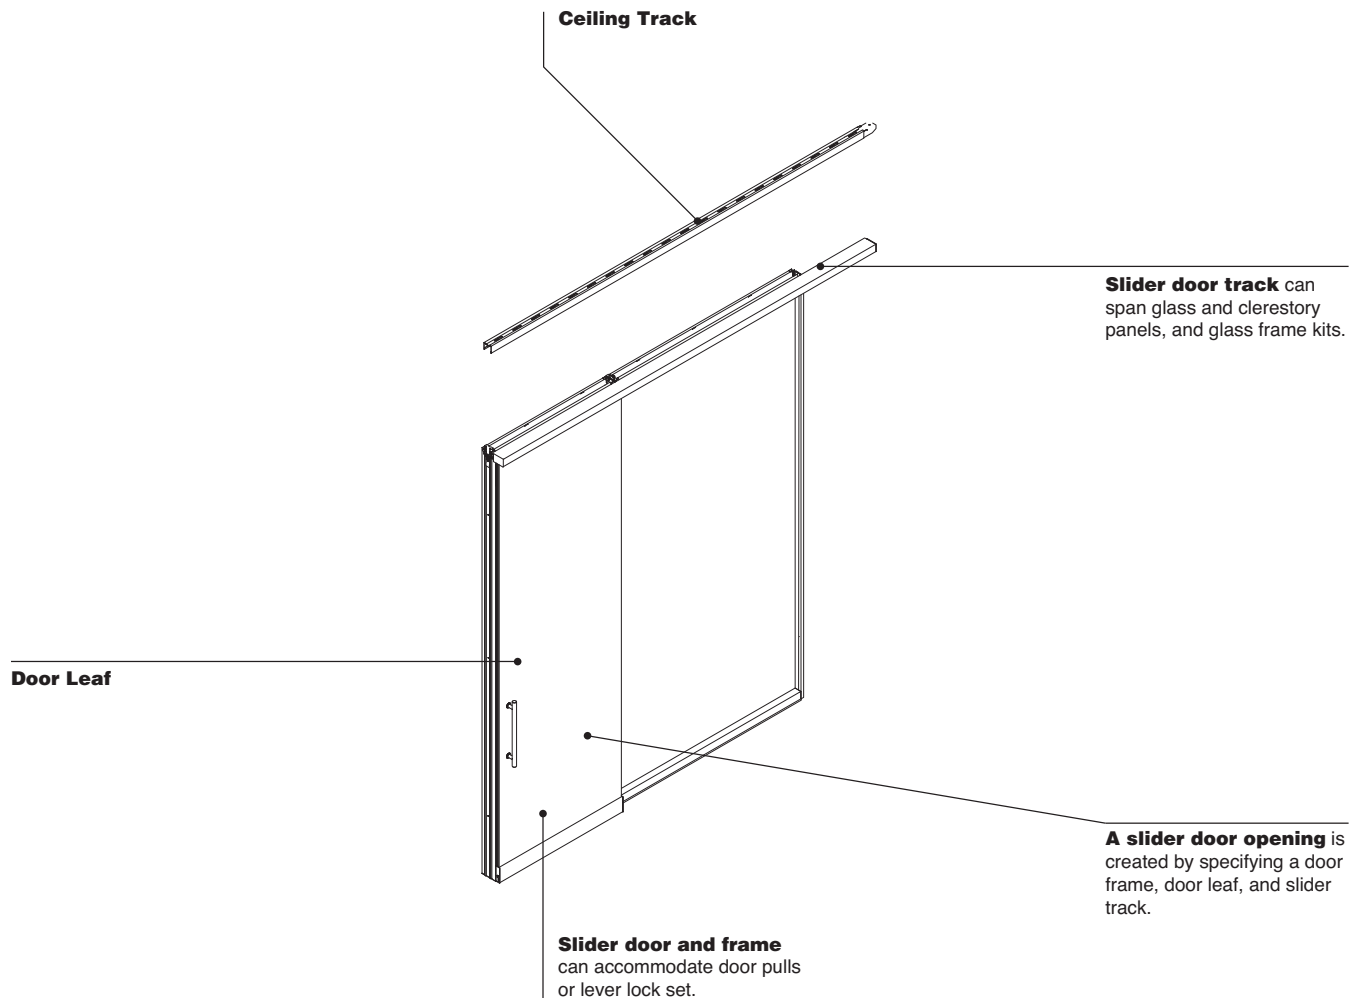 Ceiling Track
Slider door track can
span glass and clerestory
panels, and glass frame kits.
Door Leaf
A slider door opening is
created by specifying a door
frame, door leaf, and slider
track.
Slider door and frame
can accommodate door pulls
or lever lock set.